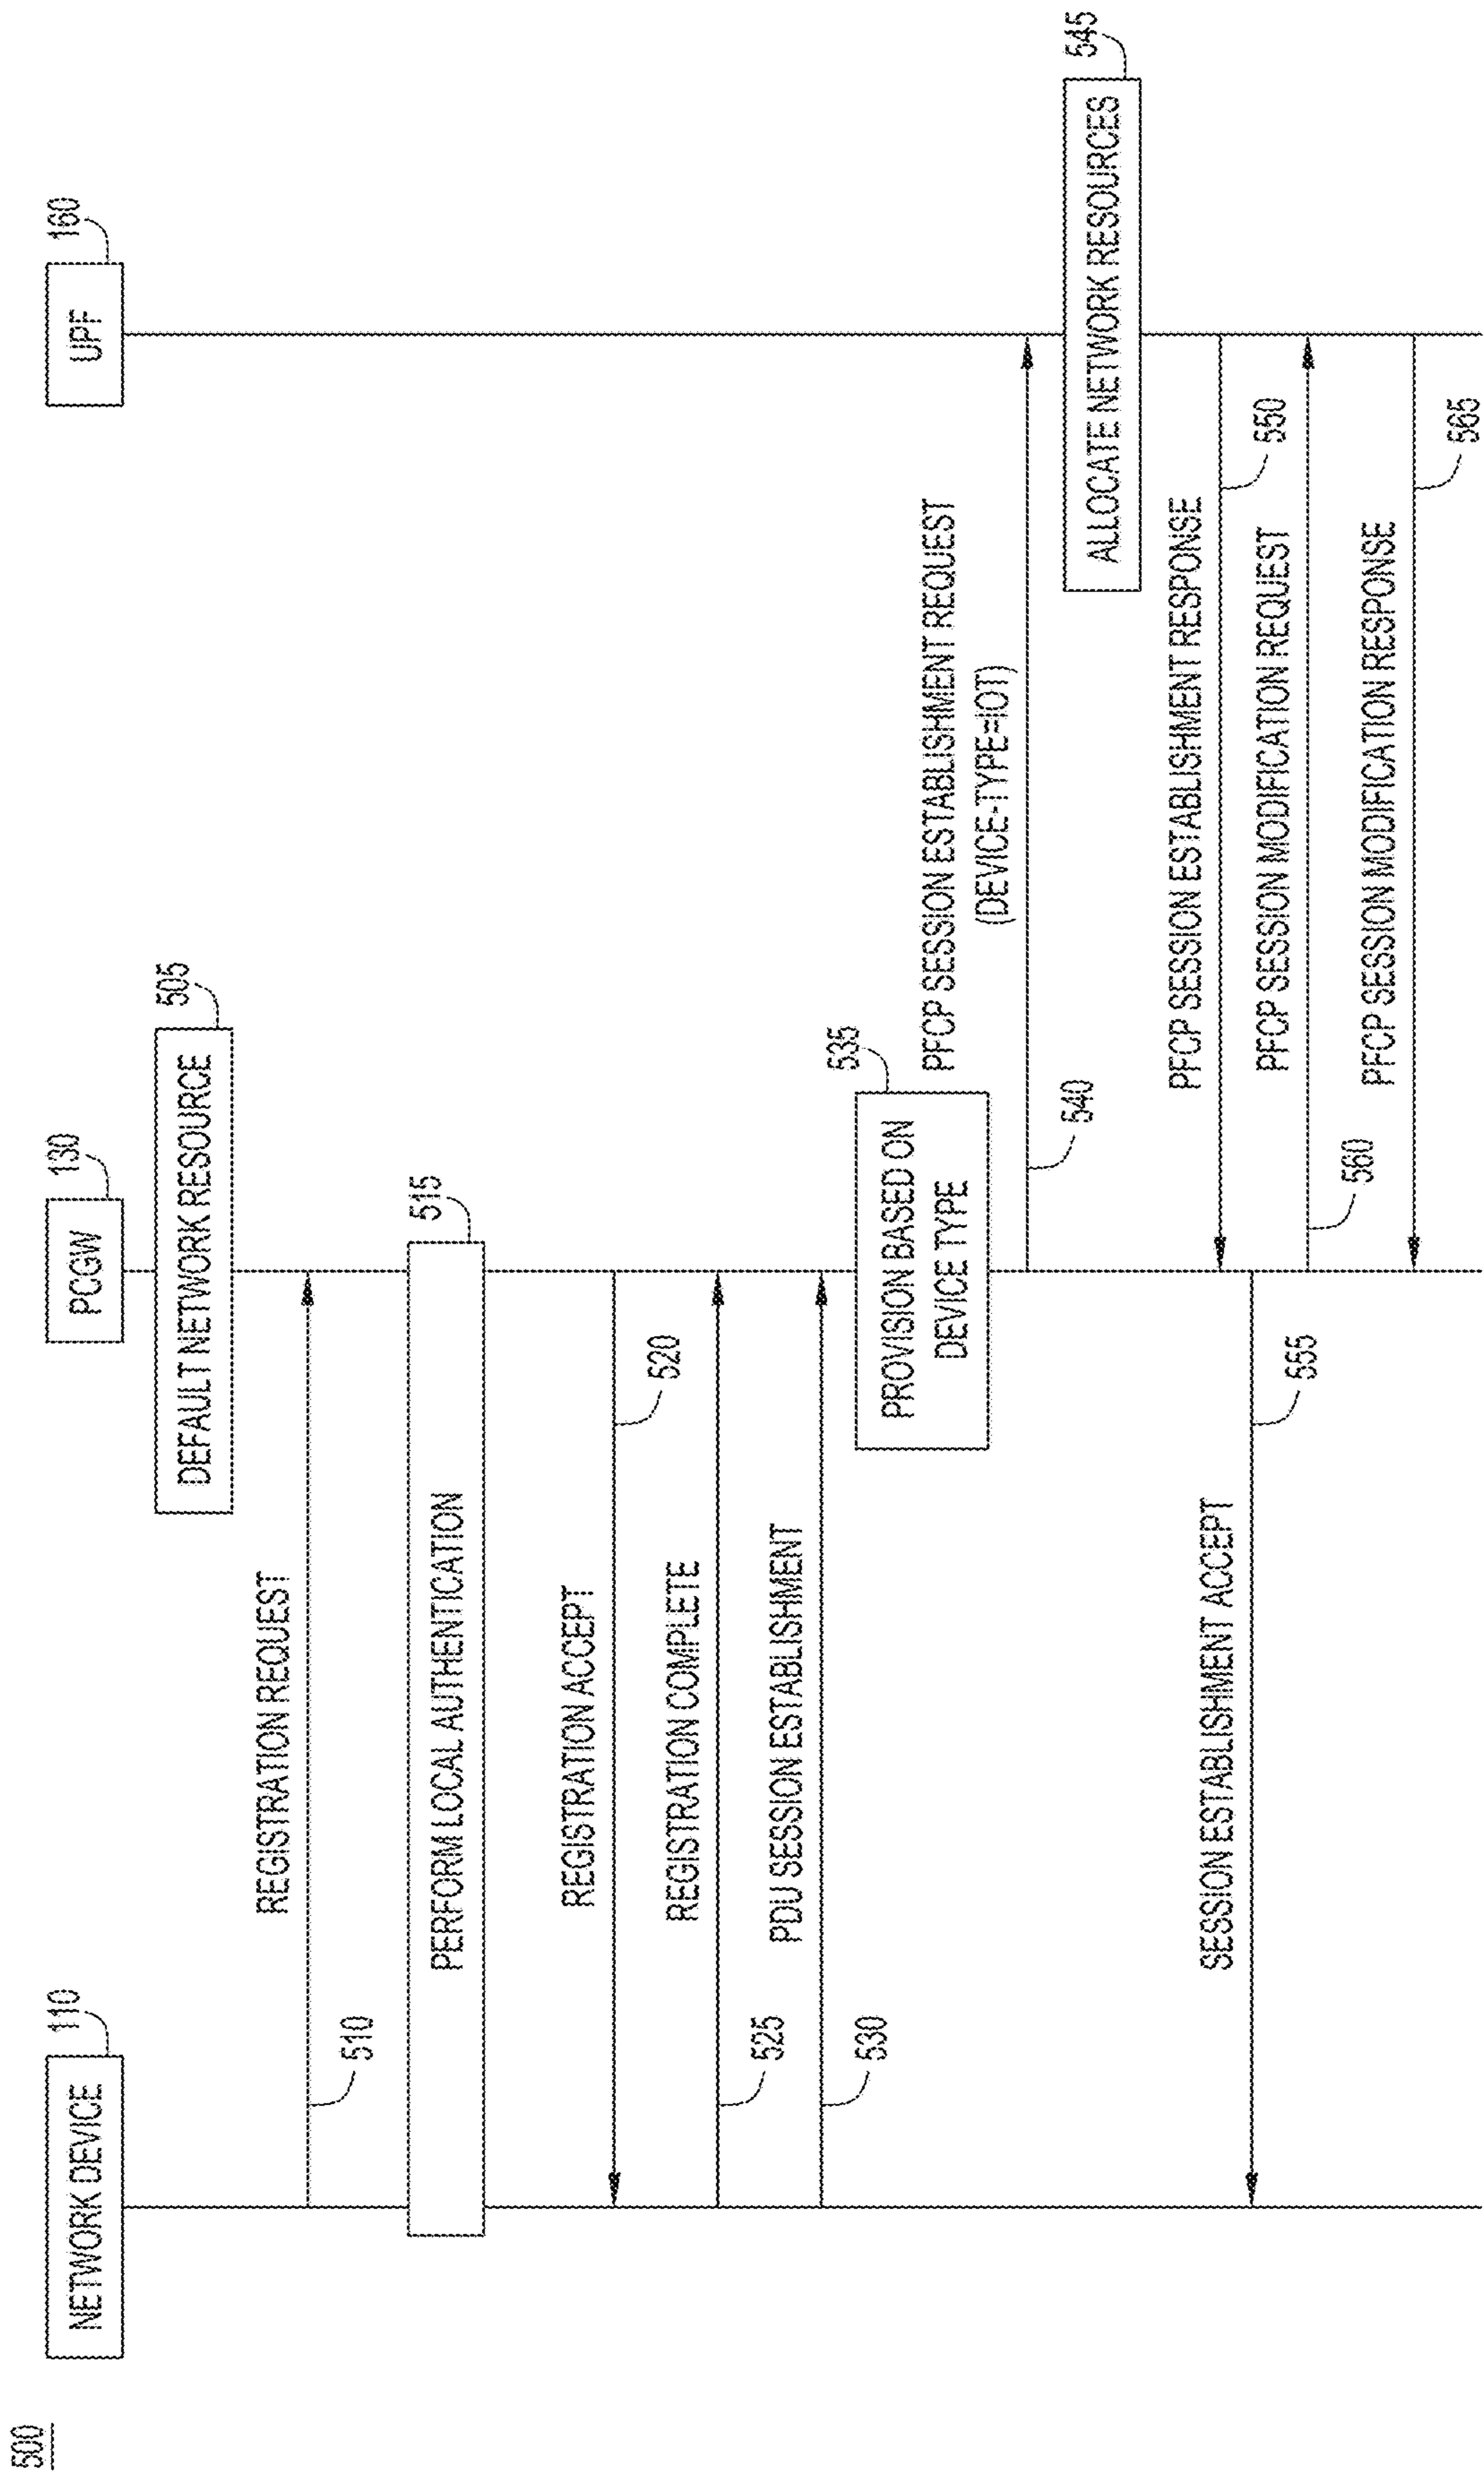 500
NETWORK DEVICE
110
PCGW
130
UPF
160
DEFAULT NETWORK RESOURCE
505
REGISTRATION REQUEST
510
PERFORM LOCAL AUTHENTICATION
515
REGISTRATION ACCEPT
520
REGISTRATION COMPLETE
525
PDU SESSION ESTABLISHMENT
530
PROVISION BASED ON
DEVICE TYPE
535
PFCP SESSION ESTABLISHMENT REQUEST
(DEVICE-TYPE=IOT)
540
ALLOCATE NETWORK RESOURCES
545
PFCP SESSION ESTABLISHMENT RESPONSE
550
SESSION ESTABLISHMENT ACCEPT
555
PFCP SESSION MODIFICATION REQUEST
560
PFCP SESSION MODIFICATION RESPONSE
565